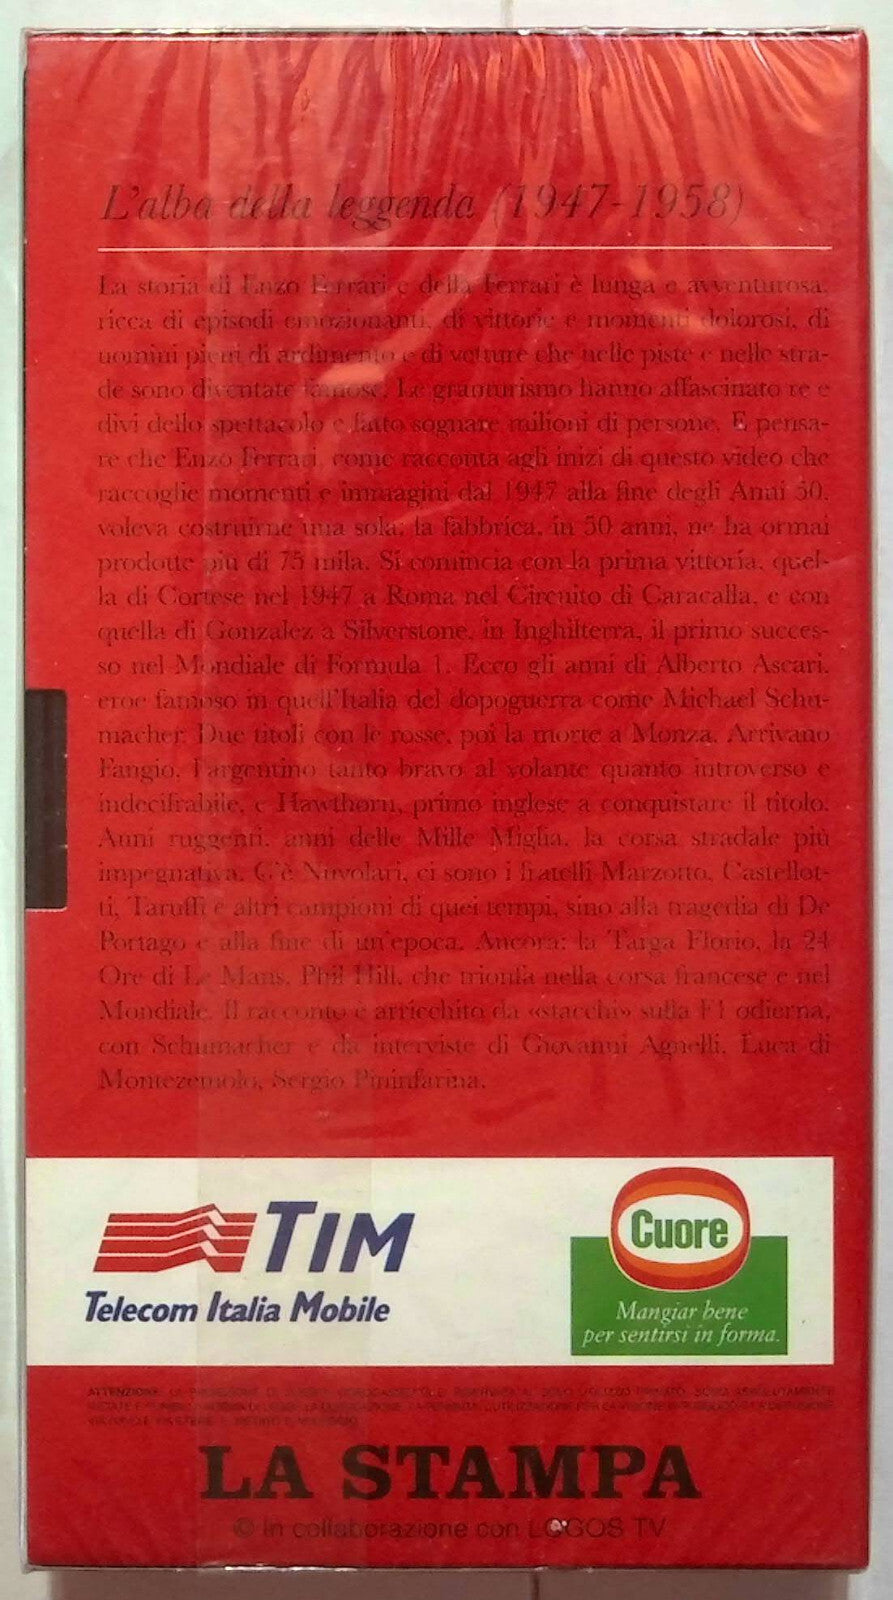 L'alba della leggenda (1947-1958)
La storia di Enzo Ferrari e della Ferrari è lunga e avventurosa,
ricca di episodi emozionanti, di vittorie e momenti dolorosi, di
uomini pieni di ardimento e di vetture che nelle piste e nelle stra-
de sono diventate famose. Le granturismo hanno affascinato re e
divi dello spettacolo e fatto sognare milioni di persone. E pensa-
re che Enzo Ferrari, come racconta agli inizi di questo video che
raccoglie momenti e immagini dal 1947 alla fine degli Anni 50,
voleva costruirne una sola: la fabbrica, in 50 anni, ne ha ormai
prodotte più di 75 mila. Si comincia con la prima vittoria, quel-
la di Cortese nel 1947 a Roma nel Circuito di Caracalla, e con
quella di Gonzalez a Silverstone, in Inghilterra, il primo succes-
so nel Mondiale di Formula 1. Ecco gli anni di Alberto Ascari,
eroe famoso in quell'Italia del dopoguerra come Michael Schu-
macher. Due titoli con le rosse, poi la morte a Monza. Arrivano
Fangio, l'argentino tanto bravo al volante quanto introverso e
indecifrabile, e Hawthorn, primo inglese a conquistare il titolo.
Anni ruggenti, anni delle Mille Miglia, la corsa stradale più
impegnativa. C'è Nuvolari, ci sono i fratelli Marzotto, Castellot-
ti, Taruffi e altri campioni di quei tempi, sino alla tragedia di De
Portago e alla fine di un'epoca. Ancora: la Targa Florio, la 24
Ore di Le Mans, Phil Hill, che trionfa nella corsa francese e nel
Mondiale. Il racconto è arricchito da «stacchi» sulla F1 odierna,
con Schumacher e da interviste di Giovanni Agnelli, Luca di
Montezemolo, Sergio Pininfarina.
TIM
Telecom Italia Mobile
Cuore
Mangiar bene
per sentirsi in forma.
ATTENZIONE:
LA STAMPA
© In collaborazione con LOGOS TV